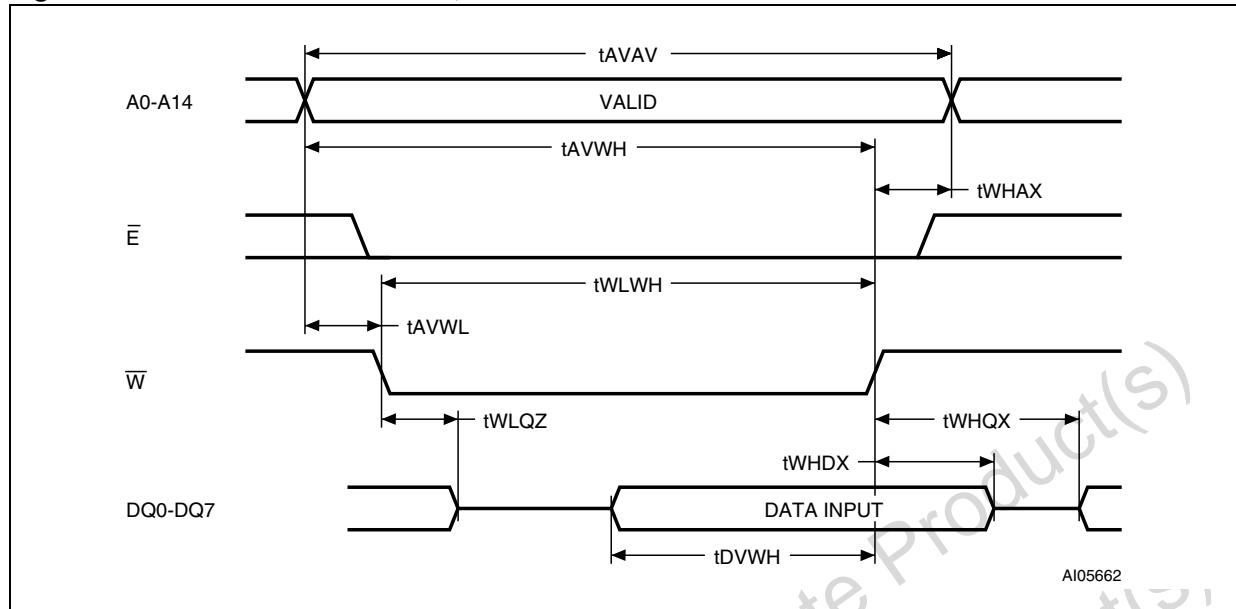 tAVAV
A0-A14
VALID
tAVWH
tWHAX
E
tWLWH
tAVWL
W
tWLQZ
tWHQX
tWHDX
DQ0-DQ7
DATA INPUT
tDVWH
AI05662